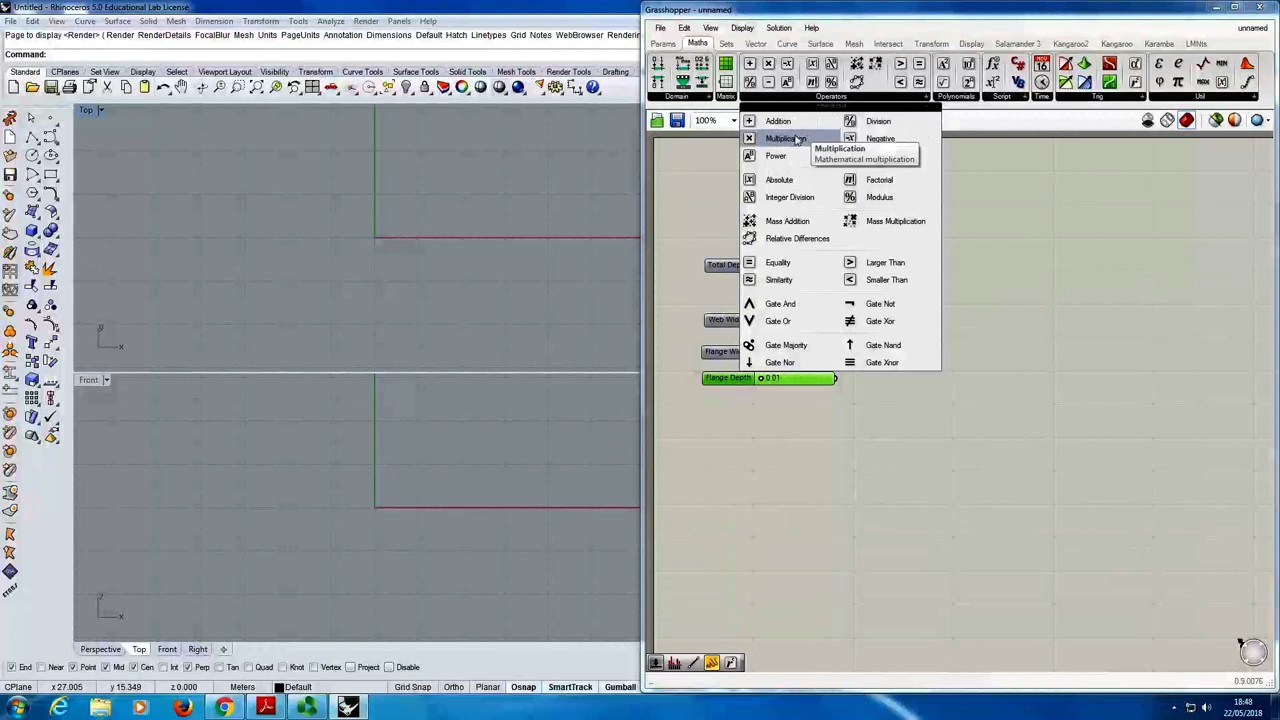 Untitled - Rhinoceros 5.0 Educational Lab License
File Edit View Curve Surface Solid Mesh Dimension Transform Tools Analyze Render Panels Help
Page to display <Render> ( Render RenderDetails FocalBlur Mesh Units PageUnits Annotation Dimensions Default Hatch Linetypes Grid Notes Web
Command:
Standard CPlanes Set View Display Select Viewport Layout Visibility Transform Curve Tools Surface Tools Solid Tools Mesh Tools Render Tools Drafting
Top
y
x
Front
z
x
Perspective Top Front Right
End Near Point Mid Cen Int Perp Tan Quad Knot Vertex Project Disable
CPlane x 27.005 y 15.349 z 0.000 Meters Default Grid Snap Ortho Planar Osnap SmartTrack Gumball
Grasshopper - unnamed
File Edit View Display Solution Help unnamed
Params Maths Sets Vector Curve Surface Mesh Intersect Transform Display Salamander 3 Kangaroo2 Kangaroo Karamba LMNts
Domain Matrix Operators Polynomials Script Time Trig Util
100%
Addition Division
Multiplication Negative
Multiplication
Mathematical multiplication
Power
Absolute Factorial
Integer Division Modulus
Mass Addition Mass Multiplication
Relative Differences
Equality Larger Than
Similarity Smaller Than
Gate And Gate Not
Gate Or Gate Xor
Gate Majority Gate Nand
Gate Nor Gate Xnor
Total Dep
Web Wid
Flange Wi
Flange Depth 0.01
0.9.0076
18:48
22/05/2018